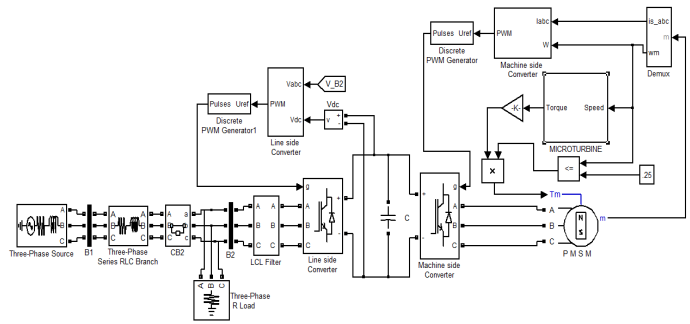 Pulses Uref
Discrete
PWM Generator
Iabc
PWM
W
Machine side
Converter
is_abc
m
wm
Demux
Vabc
PWM
Vdc
Line side
Converter
V_B2
Vdc
v
+
-
Pulses Uref
Discrete
PWM Generator1
-K-
Torque Speed
MICROTURBINE
×
<=
.25
Tm
A
B
C
N
S
m
P M S M
A
B
C
Three-Phase Source
A
B
C
B1
A A
B B
C C
Three-Phase
Series RLC Branch
A a
B b
C c
CB2
A
B
C
B2
A A
B B
C C
LCL Filter
g
A
B
C
+
-
Line side
Converter
C
g
+
-
A
B
C
Machine side
Converter
A B C
Three-Phase
R Load